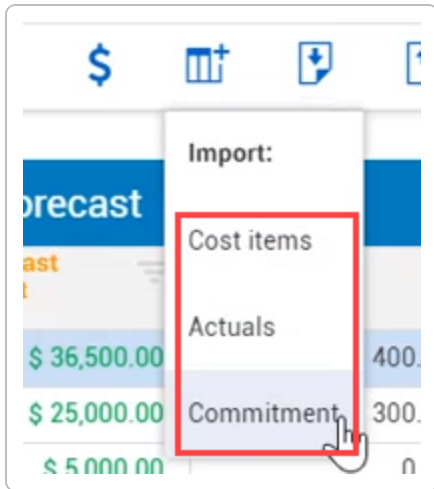 $
Import:
orecast
Cost items
ast
t
Actuals
$ 36,500.00
400.
$ 25,000.00
Commitment
300.
$ 5,000.00
0